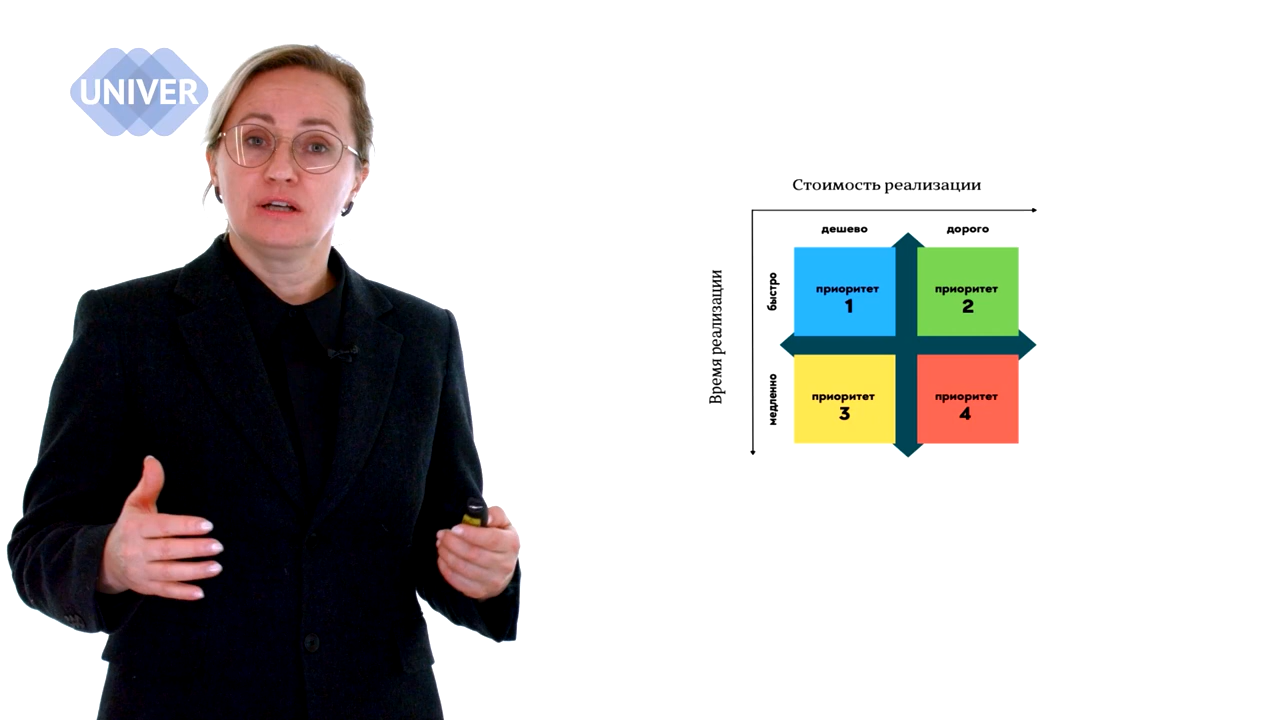 UNIVER
Стоимость реализации
дешево
дорого
Время реализации
быстро
приоритет
1
приоритет
2
медленно
приоритет
3
приоритет
4